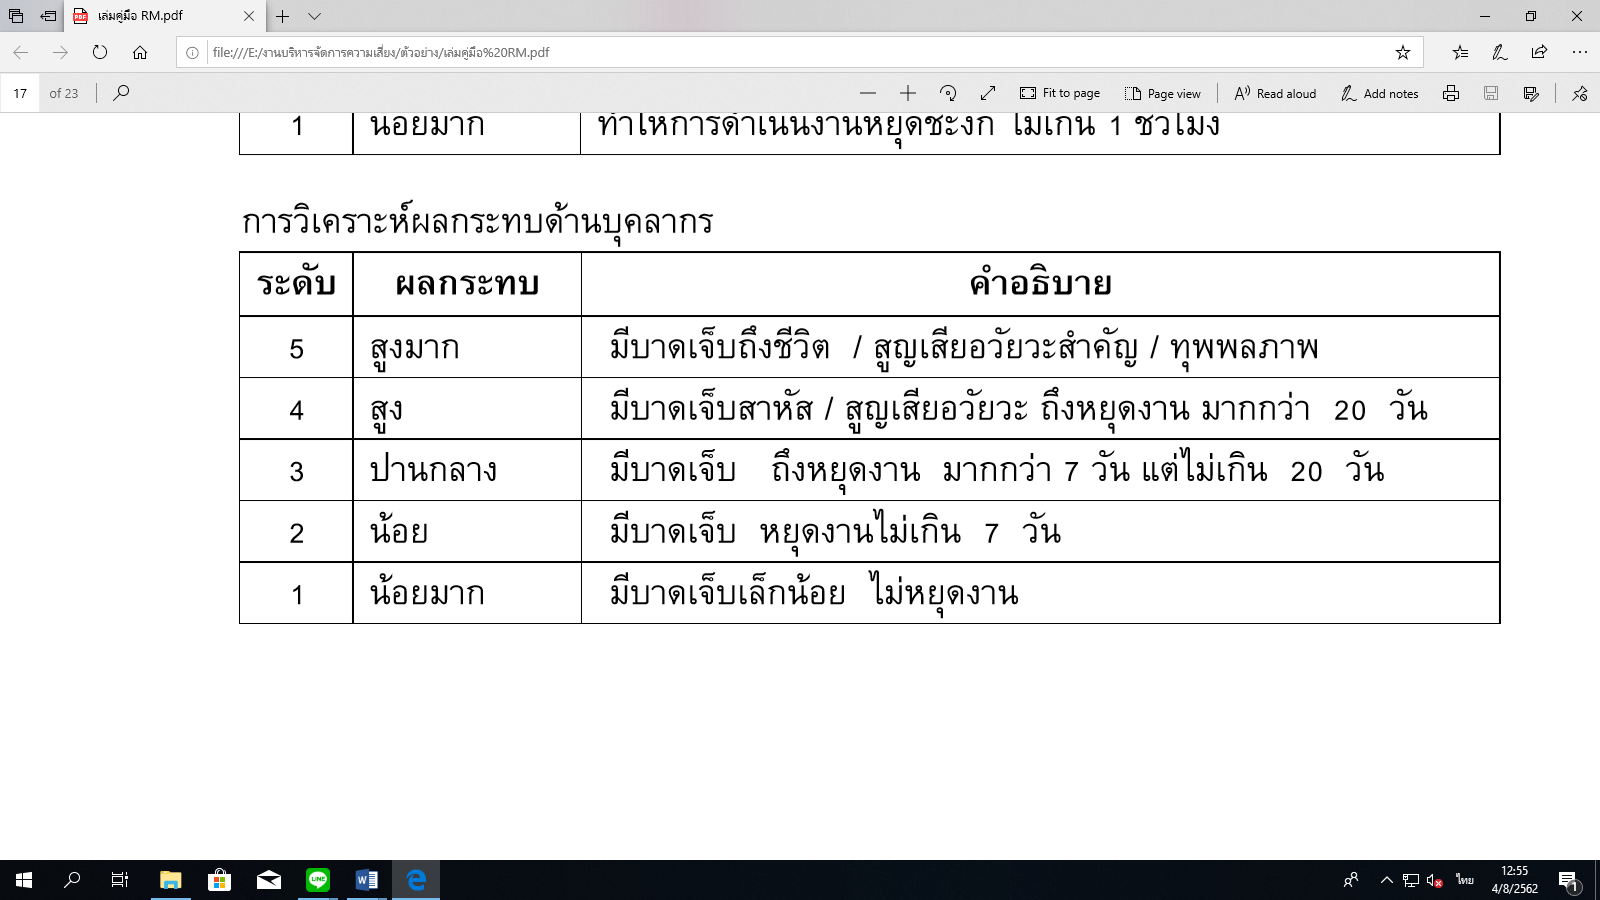 เล่มคู่มือ RM.pdf
file:///E:/งานบริหารจัดการความเสี่ยง/ตัวอย่าง/เล่มคู่มือ%20RM.pdf
17 of 23 Fit to page Page view Read aloud Add notes
1 น้อยมาก ทำให้การดำเนินงานหยุดชะงัก ไม่เกิน 1 ชั่วโมง
การวิเคราะห์ผลกระทบด้านบุคลากร
ระดับ ผลกระทบ คำอธิบาย
5 สูงมาก มีบาดเจ็บถึงชีวิต / สูญเสียอวัยวะสำคัญ / ทุพพลภาพ
4 สูง มีบาดเจ็บสาหัส / สูญเสียอวัยวะ ถึงหยุดงาน มากกว่า 20 วัน
3 ปานกลาง มีบาดเจ็บ ถึงหยุดงาน มากกว่า 7 วัน แต่ไม่เกิน 20 วัน
2 น้อย มีบาดเจ็บ หยุดงานไม่เกิน 7 วัน
1 น้อยมาก มีบาดเจ็บเล็กน้อย ไม่หยุดงาน
ไทย
12:55
4/8/2562
1